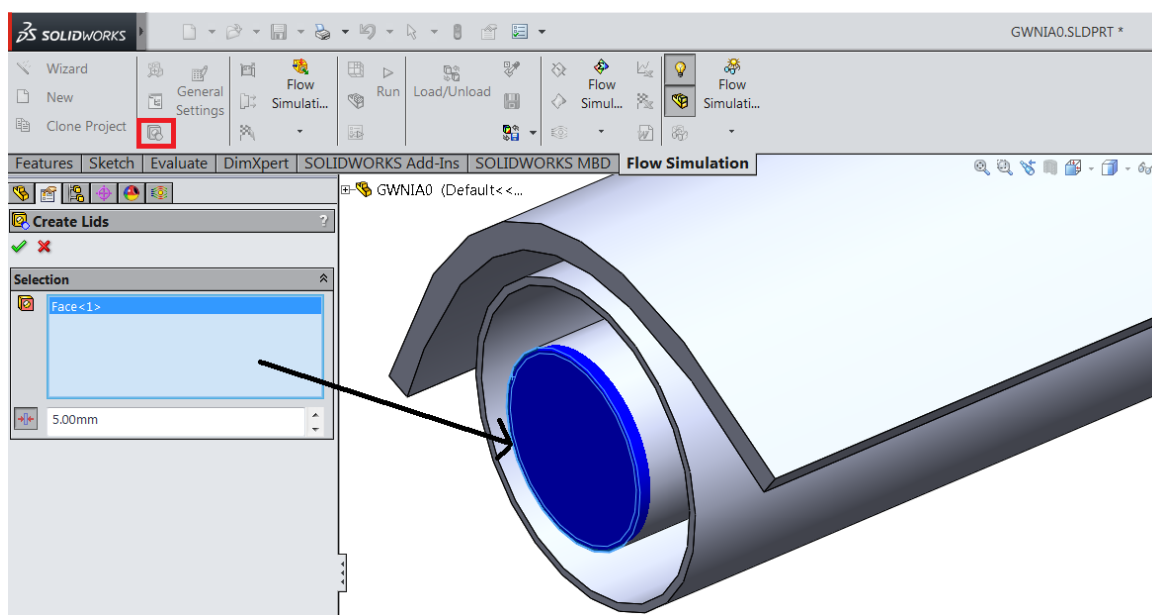 SOLIDWORKS
GWNIA0.SLDPRT *
Wizard
New
Clone Project
General
Settings
Flow
Simulati...
Run
Load/Unload
Flow
Simul...
Flow
Simulati...
Features
Sketch
Evaluate
DimXpert
SOLIDWORKS Add-Ins
SOLIDWORKS MBD
Flow Simulation
GWNIA0 (Default<<...
Create Lids
?
Selection
Face<1>
5.00mm